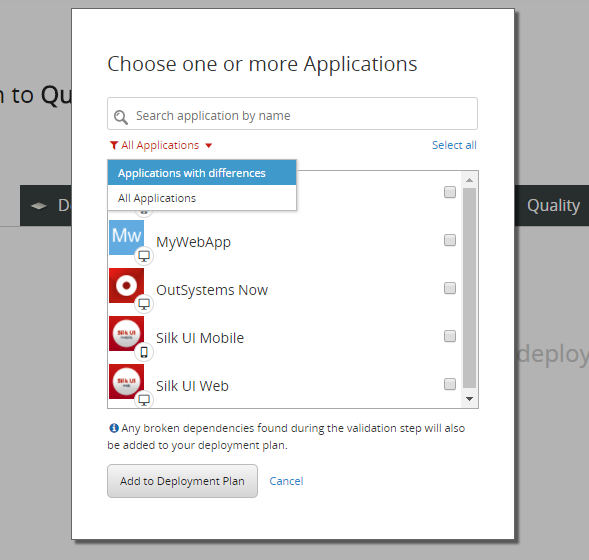 Choose one or more Applications
n to Qu
Search application by name
All Applications
Select all
Applications with differences
All Applications
De
Quality
Mw
MyWebApp
OutSystems Now
Silk UI
Silk UI Mobile
deploy
Silk UI
Silk UI Web
Any broken dependencies found during the validation step will also
be added to your deployment plan.
Add to Deployment Plan
Cancel